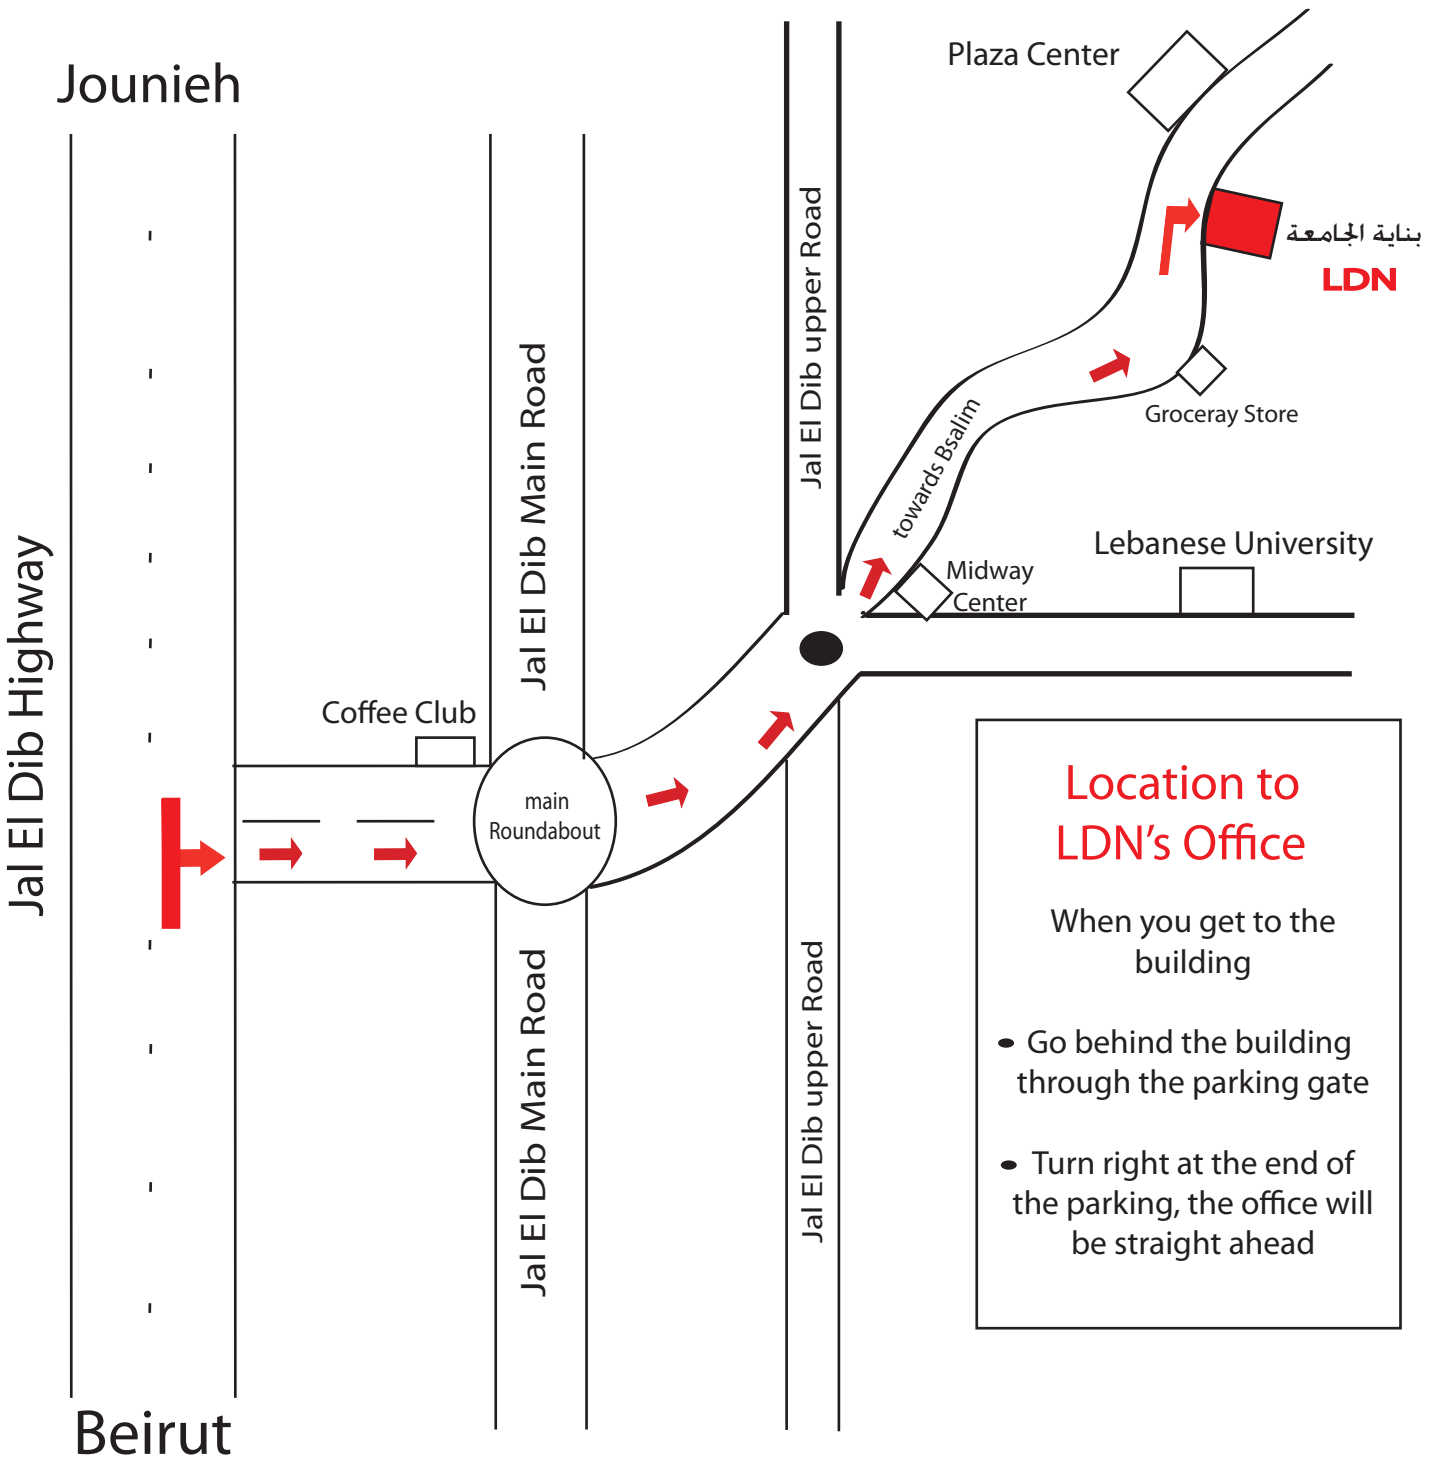 Jounieh
Plaza Center
بناية الجامعة
LDN
Jal El Dib upper Road
Jal El Dib Main Road
towards Bsalim
Groceray Store
Lebanese University
Midway
Center
Jal El Dib Highway
Coffee Club
main
Roundabout
Jal El Dib Main Road
Jal El Dib upper Road
Location to
LDN's Office
When you get to the
building
Go behind the building
through the parking gate
Turn right at the end of
the parking, the office will
be straight ahead
Beirut